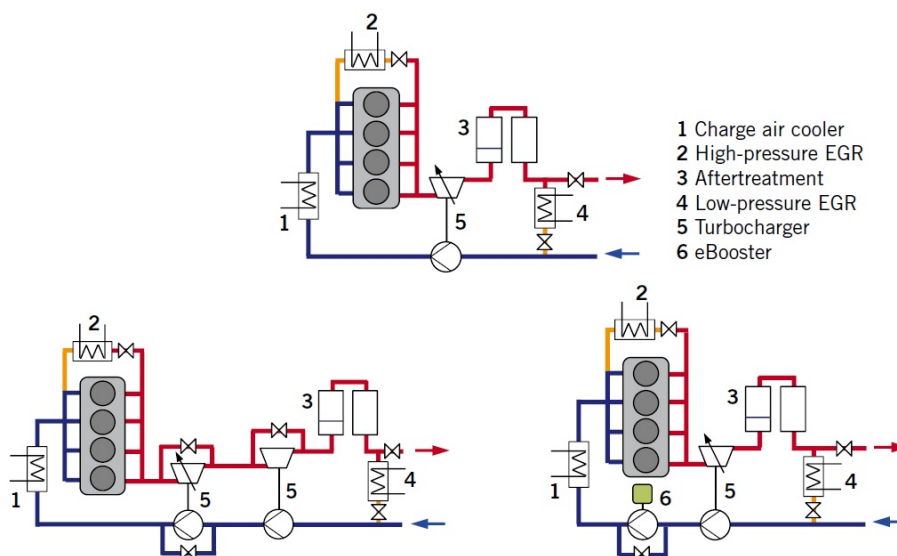 2
3
1
5
4
1 Charge air cooler
2 High-pressure EGR
3 Aftertreatment
4 Low-pressure EGR
5 Turbocharger
6 eBooster
2
3
1
5
5
4
2
3
1
6
5
4